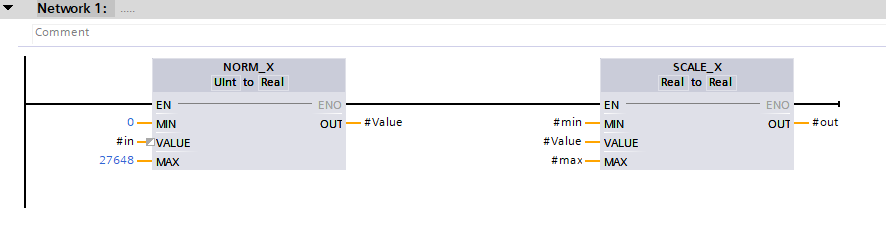 Network 1: .....
Comment
NORM_X
UInt to Real
EN ENO
0 MIN OUT #Value
#in VALUE
27648 MAX
SCALE_X
Real to Real
EN ENO
#min MIN OUT #out
#Value VALUE
#max MAX